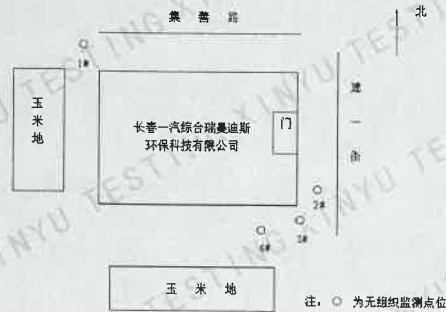 集善路
北
1#
玉米地
长春一汽综合瑞曼迪斯
环保科技有限公司
门
建一街
2#
3#
4#
玉米地
注：○ 为无组织监测点位
XINYU TESTING